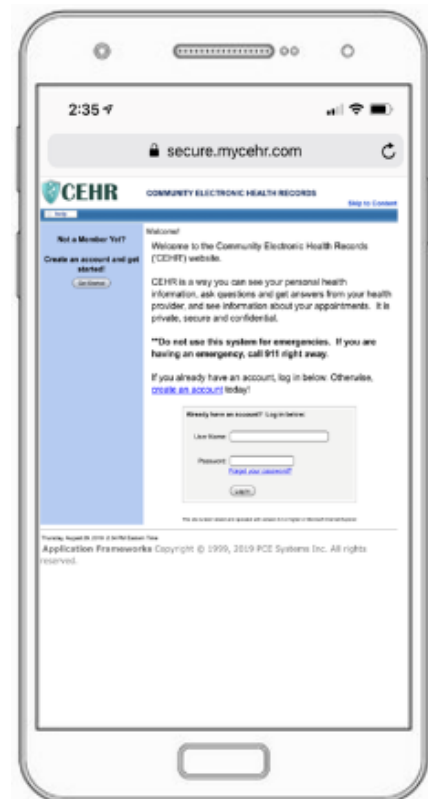 2:35
secure.mycehr.com
CEHR
COMMUNITY ELECTRONIC HEALTH RECORDS
Skip to Content
Help
Not a Member Yet?
Create an account and get
started!
Welcome!
Welcome to the Community Electronic Health Records
('CEHR') website.
CEHR is a way you can see your personal health
information, ask questions and get answers from your health
provider, and see information about your appointments. It is
private, secure and confidential.
**Do not use this system for emergencies. If you are
having an emergency, call 911 right away.
If you already have an account, log in below. Otherwise,
create an account today!
Already have an account? Log in below:
User Name
Password
Forgot your password?
Log In
Application Frameworks Copyright © 1999, 2019 PCE Systems Inc. All rights
reserved.